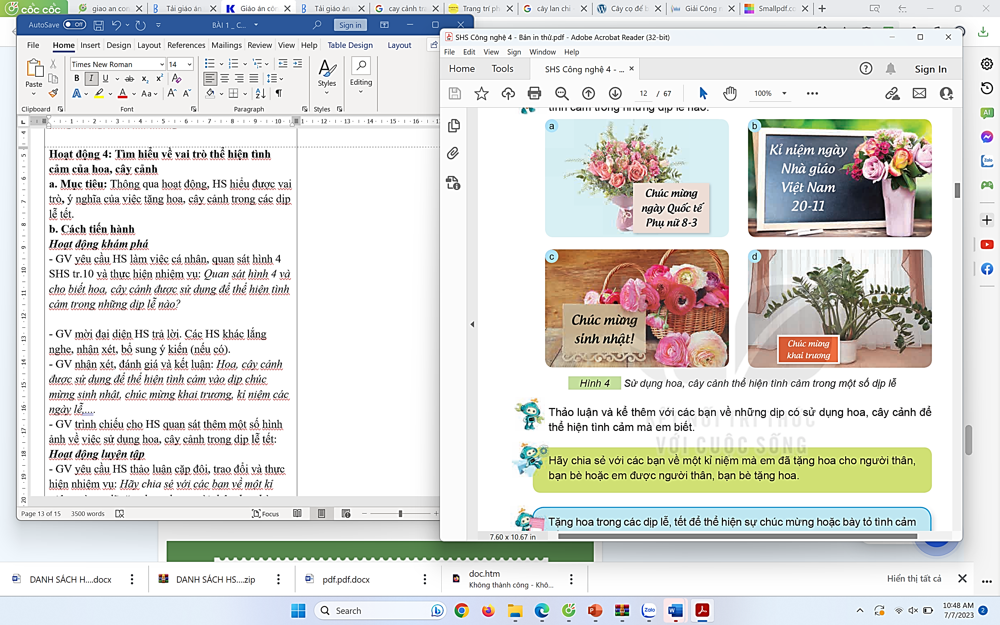 cốc cốc
giao an con
Tải giáo án
Giáo án côn
Tải giáo án
cay cảnh tra
Trang trí ph
cây lan chi -
Cây cọ để b
Giải Công n
Smallpdf.co
AutoSave Off
BÀI 1 _ C...
Sign in
File Home Insert Design Layout References Mailings Review View Help Table Design Layout
Times New Roman 14
Paste
Styles
Editing
Clipboard Font Paragraph Styles
Hoạt động 4: Tìm hiểu về vai trò thể hiện tình
cảm của hoa, cây cảnh
a. Mục tiêu: Thông qua hoạt động, HS hiểu được vai
trò, ý nghĩa của việc tặng hoa, cây cảnh trong các dịp
lễ tết.
b. Cách tiến hành
Hoạt động khám phá
- GV yêu cầu HS làm việc cá nhân, quan sát hình 4
SHS tr.10 và thực hiện nhiệm vụ: Quan sát hình 4 và
cho biết hoa, cây cảnh được sử dụng để thể hiện tình
cảm trong những dịp lễ nào?
- GV mời đại diện HS trả lời. Các HS khác lắng
nghe, nhận xét, bổ sung ý kiến (nếu có).
- GV nhận xét, đánh giá và kết luận: Hoa, cây cảnh
được sử dụng để thể hiện tình cảm vào dịp chúc
mừng sinh nhật, chúc mừng khai trương, kỉ niệm các
ngày lễ,....
- GV trình chiếu cho HS quan sát thêm một số hình
ảnh về việc sử dụng hoa, cây cảnh trong dịp lễ tết:
Hoạt động luyện tập
- GV yêu cầu HS thảo luận cặp đôi, trao đổi và thực
hiện nhiệm vụ: Hãy chia sẻ với các bạn về một kỉ
Page 13 of 15 3500 words Focus
SHS Công nghệ 4 - Bản in thử.pdf - Adobe Acrobat Reader (32-bit)
File Edit View Sign Window Help
Home Tools SHS Công nghệ 4 - ... Sign In
12 / 67 100%
tình cảm trong những dịp lễ nào?
a
Chúc mừng
ngày Quốc tế
Phụ nữ 8-3
b
Kỉ niệm ngày
Nhà giáo
Việt Nam
20-11
c
Chúc mừng
sinh nhật!
d
Chúc mừng
khai trương
Hình 4 Sử dụng hoa, cây cảnh thể hiện tình cảm trong một số dịp lễ
Thảo luận và kể thêm với các bạn về những dịp có sử dụng hoa, cây cảnh để
thể hiện tình cảm mà em biết.
KẾT NỐI TRI THỨC
VỚI CUỘC SỐNG
Hãy chia sẻ với các bạn về một kỉ niệm mà em đã tặng hoa cho người thân,
bạn bè hoặc em được người thân, bạn bè tặng hoa.
Tặng hoa trong các dịp lễ, tết để thể hiện sự chúc mừng hoặc bày tỏ tình cảm
7.60 x 10.67 in
AI
Zalo
DANH SÁCH H....docx
DANH SÁCH HS....zip
pdf.pdf.docx
doc.htm
Không thành công - Khô...
Hiển thị tất cả
Search
Zalo
10:48 AM
7/7/2023
2